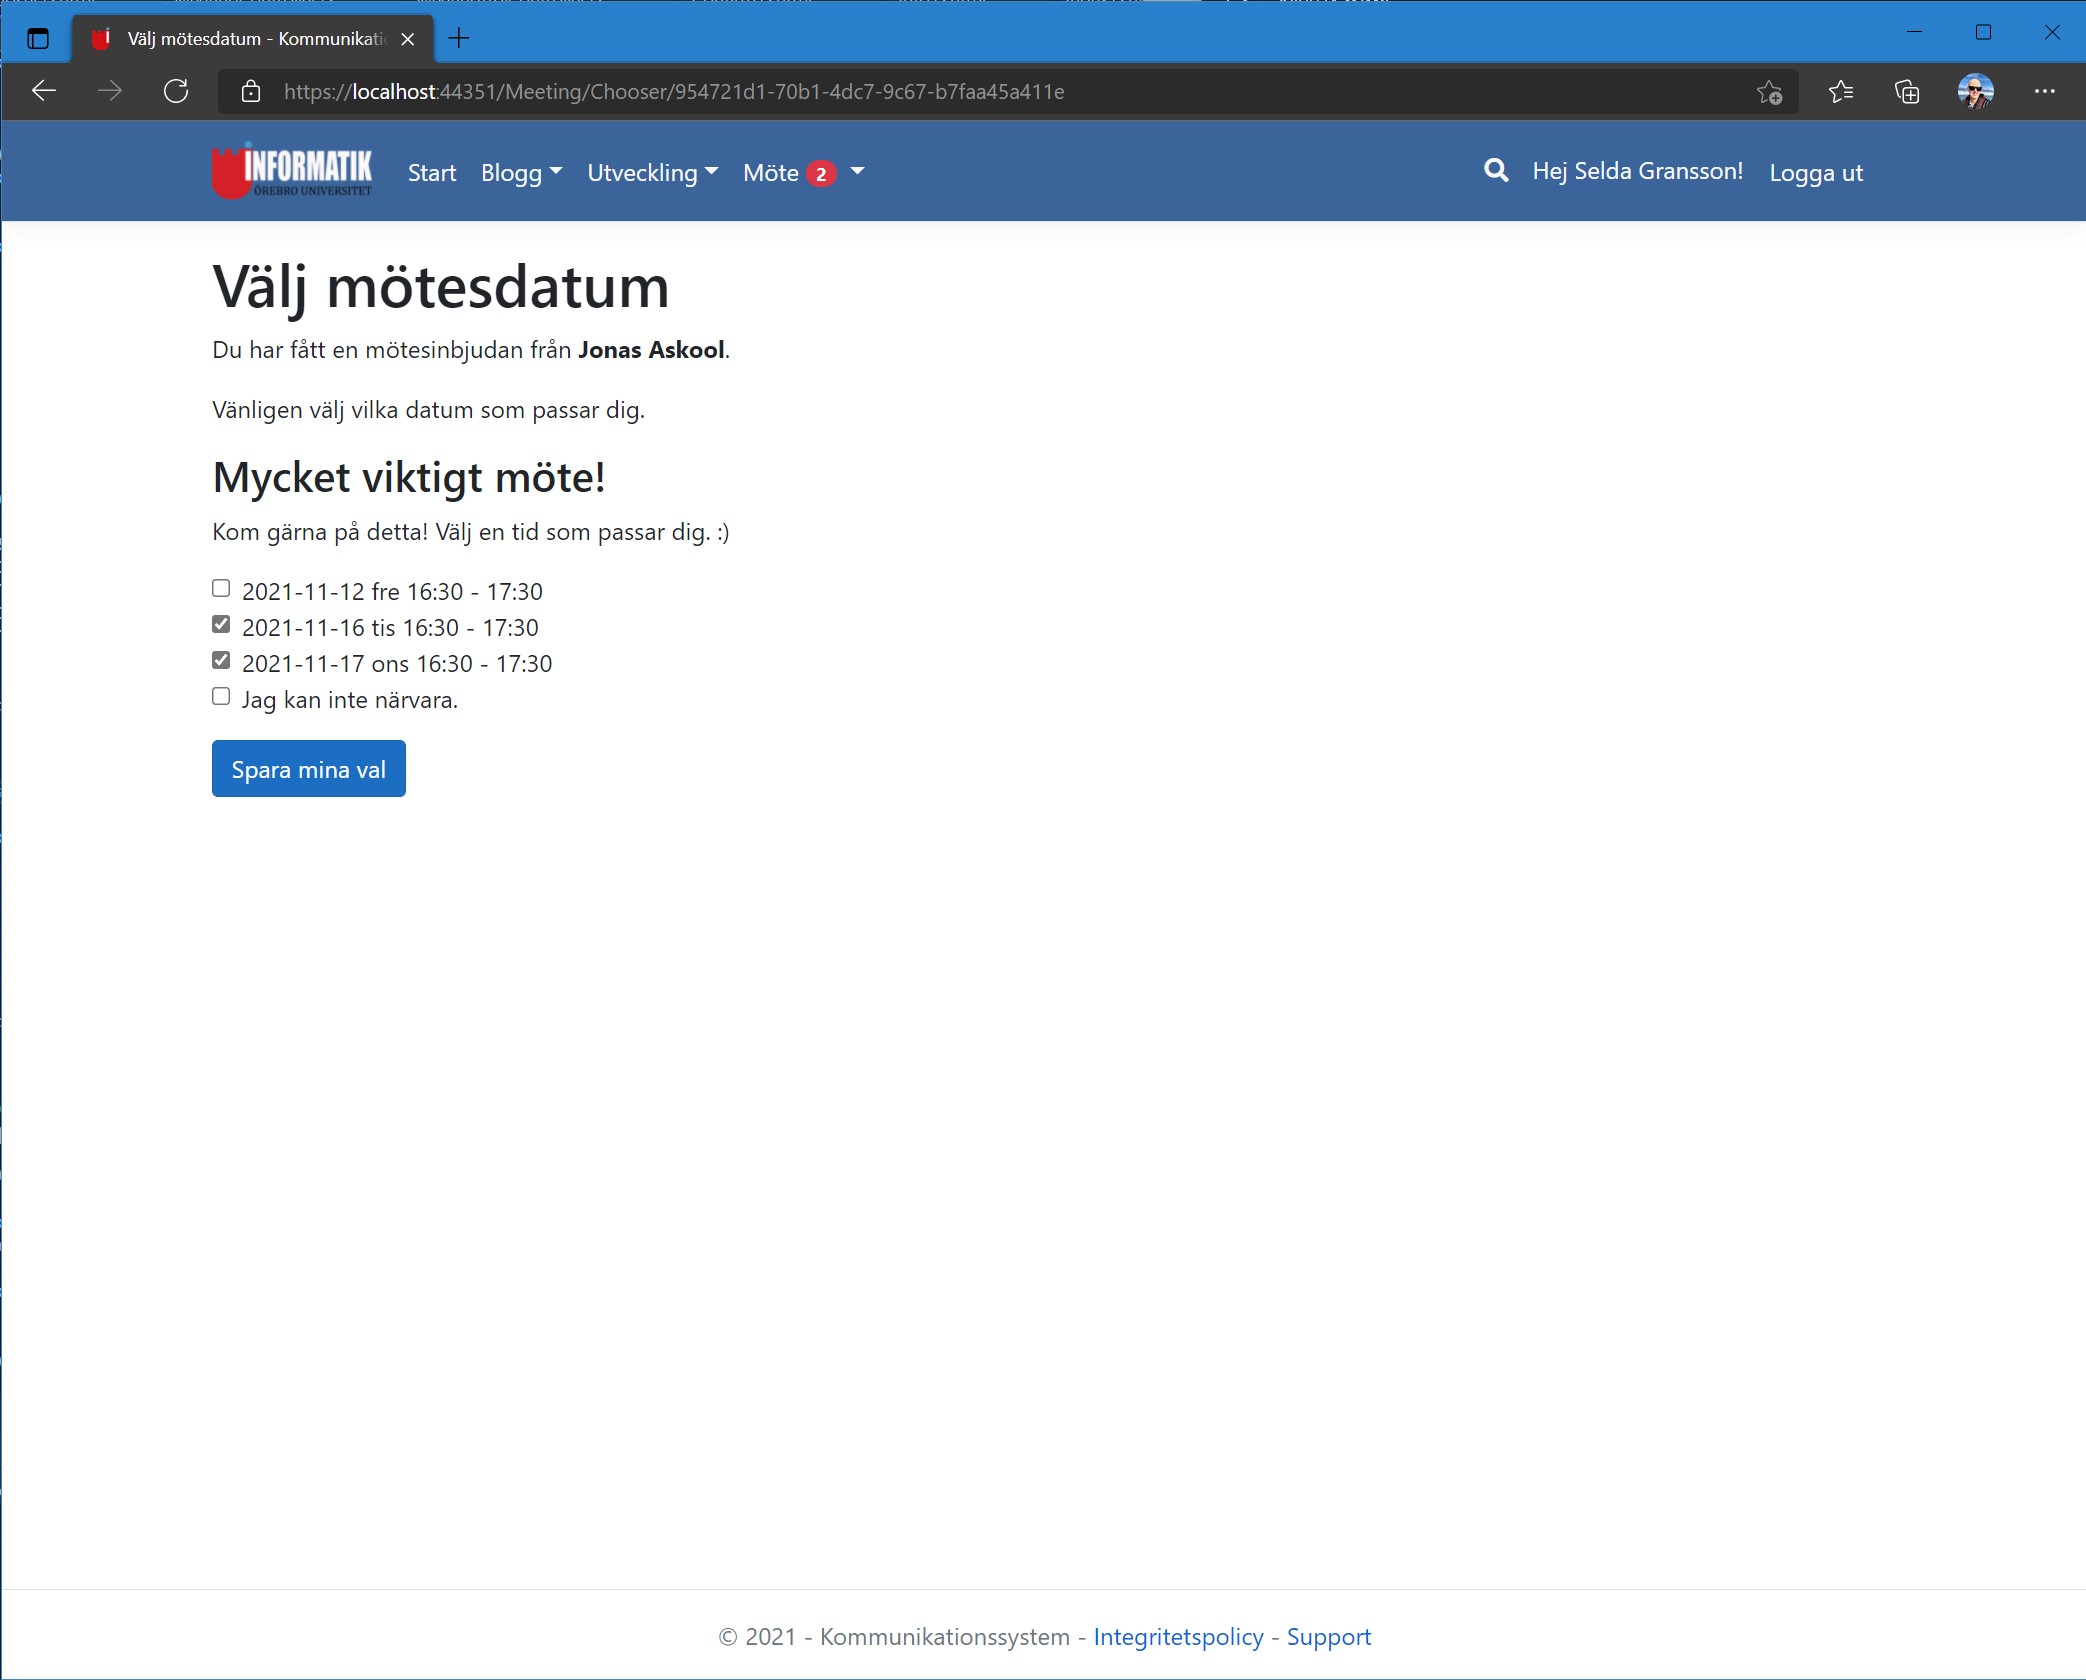 Välj mötesdatum - Kommunikati
https://localhost:44351/Meeting/Chooser/954721d1-70b1-4dc7-9c67-b7faa45a411e
INFORMATIK
ÖREBRO UNIVERSITET
Start Blogg Utveckling Möte 2 Hej Selda Gransson! Logga ut
Välj mötesdatum
Du har fått en mötesinbjudan från Jonas Askool.
Vänligen välj vilka datum som passar dig.
Mycket viktigt möte!
Kom gärna på detta! Välj en tid som passar dig. :)
2021-11-12 fre 16:30 - 17:30
2021-11-16 tis 16:30 - 17:30
2021-11-17 ons 16:30 - 17:30
Jag kan inte närvara.
Spara mina val
© 2021 - Kommunikationssystem - Integritetspolicy - Support